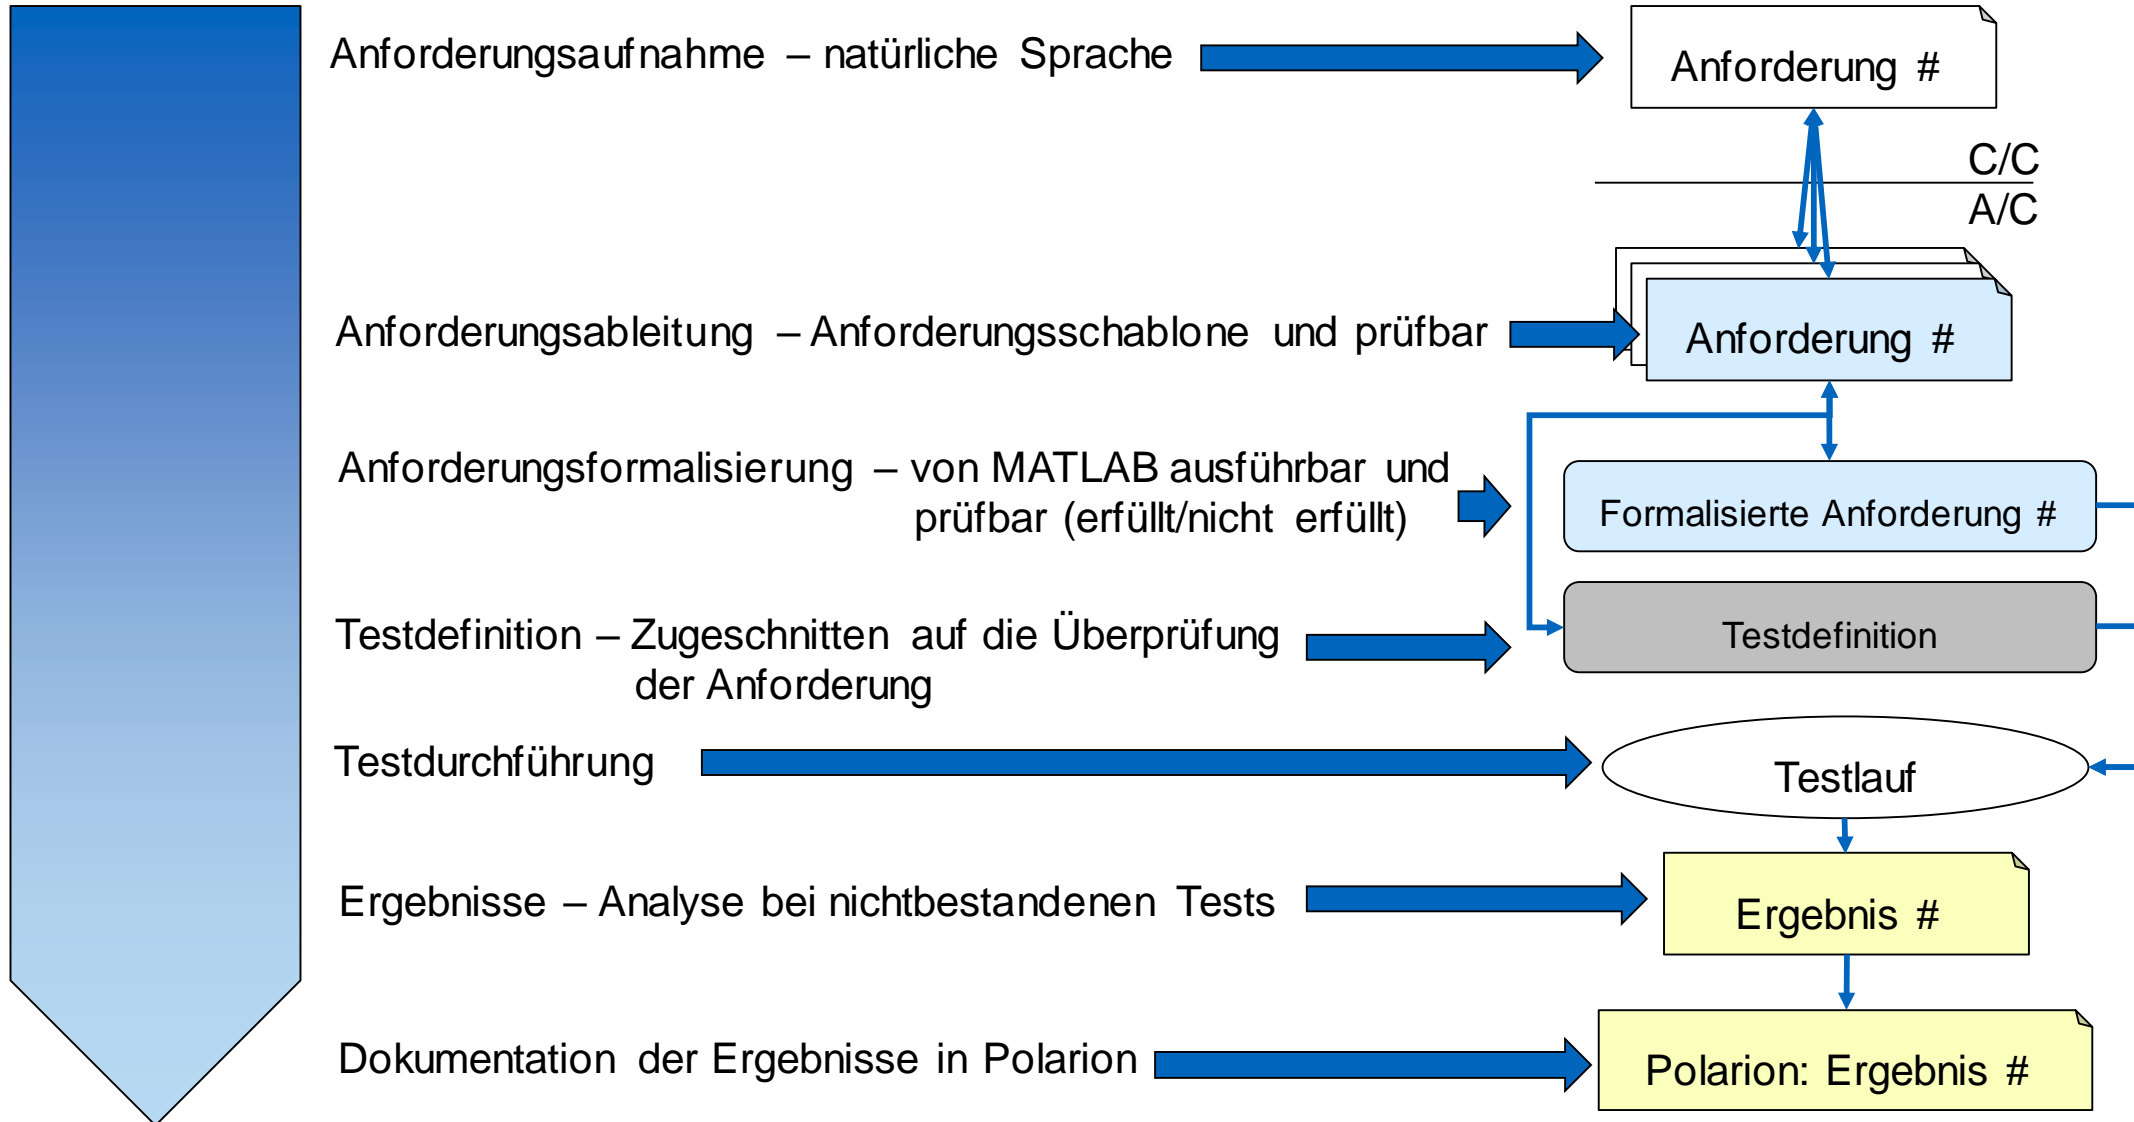 Anforderungsaufnahme – natürliche Sprache
Anforderung #
C/C
A/C
Anforderungsableitung – Anforderungsschablone und prüfbar
Anforderung #
Anforderungsformalisierung – von MATLAB ausführbar und
prüfbar (erfüllt/nicht erfüllt)
Formalisierte Anforderung #
Testdefinition – Zugeschnitten auf die Überprüfung
der Anforderung
Testdefinition
Testdurchführung
Testlauf
Ergebnisse – Analyse bei nichtbestandenen Tests
Ergebnis #
Dokumentation der Ergebnisse in Polarion
Polarion: Ergebnis #